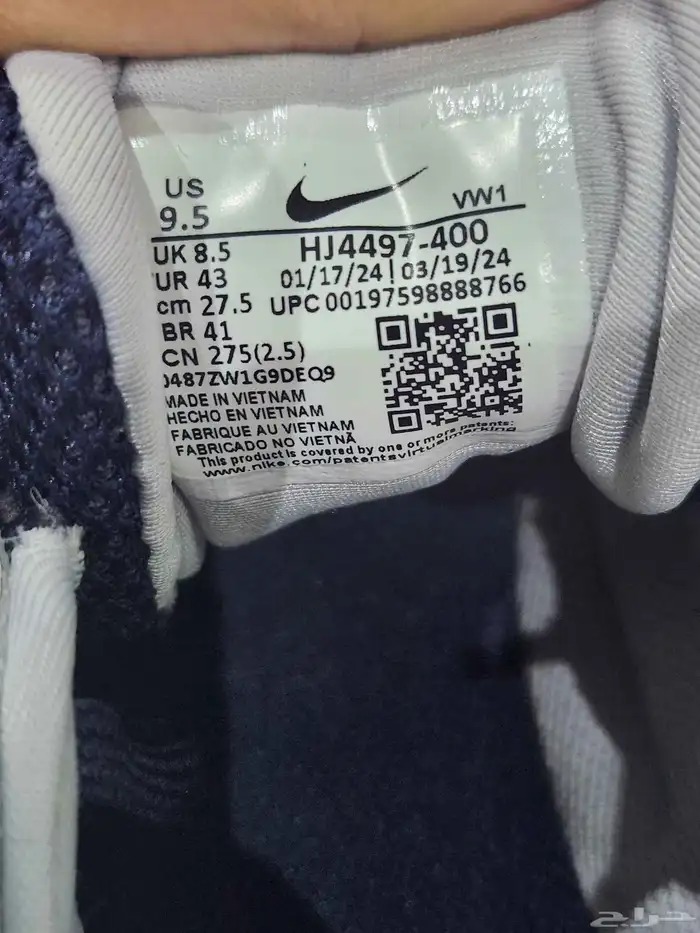 US
9.5
VW1
UK 8.5
HJ4497-400
UR 43
01/17/24 | 03/19/24
cm 27.5
UPC 00197598888766
BR 41
CN 275(2.5)
0487ZW1G9DEQ9
MADE IN VIETNAM
HECHO EN VIETNAM
FABRIQUE AU VIETNAM
FABRICADO NO VIETNÃ
This product is covered by one or more patents:
www.nike.com/patentsvirtualmarking
حراج